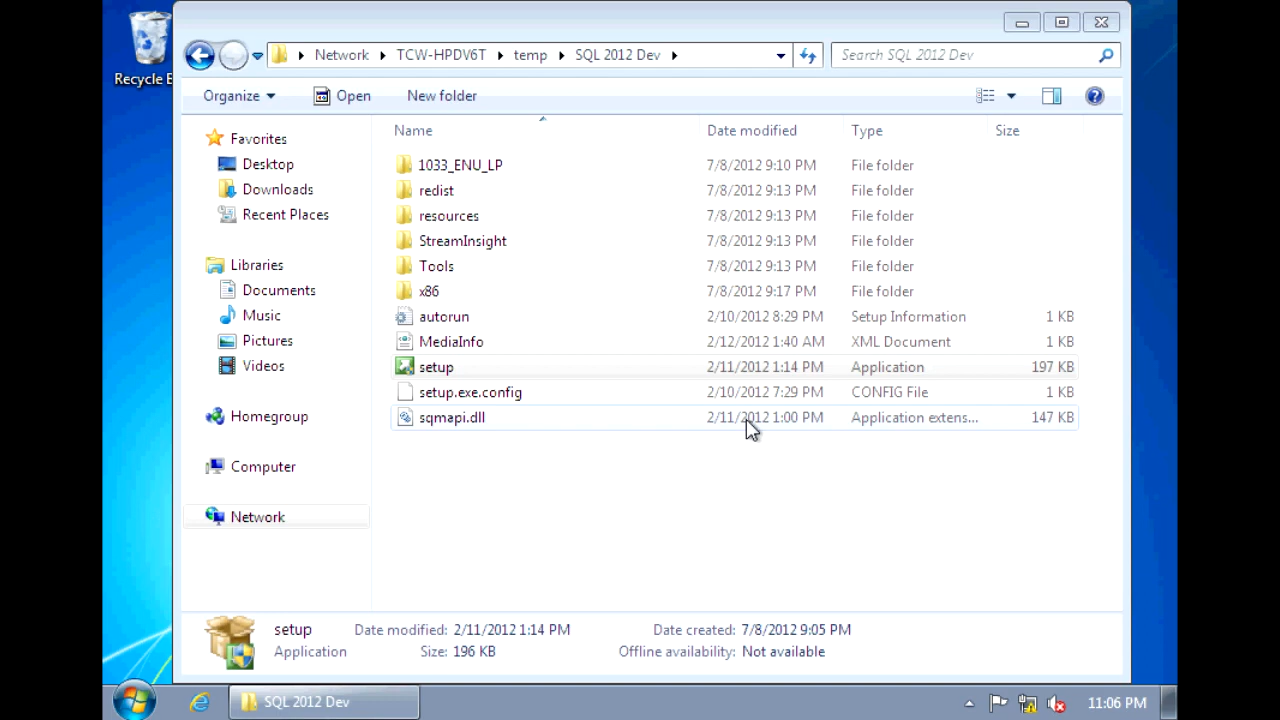 Recycle B
Network TCW-HPDV6T temp SQL 2012 Dev
Search SQL 2012 Dev
Organize Open New folder
Name Date modified Type Size
Favorites
Desktop
Downloads
Recent Places
Libraries
Documents
Music
Pictures
Videos
Homegroup
Computer
Network
1033_ENU_LP 7/8/2012 9:10 PM File folder
redist 7/8/2012 9:13 PM File folder
resources 7/8/2012 9:13 PM File folder
StreamInsight 7/8/2012 9:13 PM File folder
Tools 7/8/2012 9:13 PM File folder
x86 7/8/2012 9:17 PM File folder
autorun 2/10/2012 8:29 PM Setup Information 1 KB
MediaInfo 2/12/2012 1:40 AM XML Document 1 KB
setup 2/11/2012 1:14 PM Application 197 KB
setup.exe.config 2/10/2012 7:29 PM CONFIG File 1 KB
sqmapi.dll 2/11/2012 1:00 PM Application extens... 147 KB
setup Date modified: 2/11/2012 1:14 PM Date created: 7/8/2012 9:05 PM
Application Size: 196 KB Offline availability: Not available
SQL 2012 Dev
11:06 PM